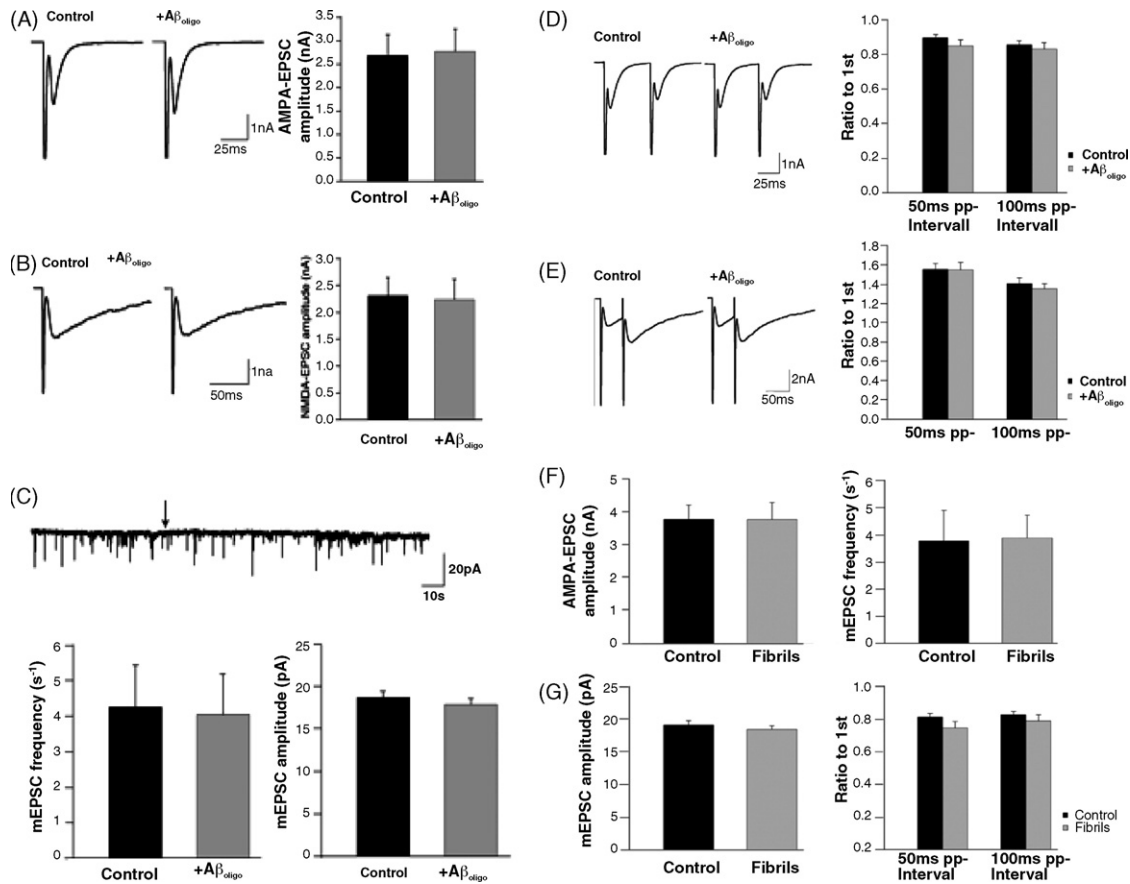 (A)
Control
+Aβoligo
1nA
25ms
AMPA-EPSC
amplitude (nA)
3.5
3.0
2.5
2.0
1.5
1.0
0.5
0.0
Control
+Aβoligo
(B)
Control
+Aβoligo
1na
50ms
NMDA-EPSC amplitude (nA)
3.0
2.5
2.0
1.5
1.0
0.5
0.0
Control
+Aβoligo
(C)
20pA
10s
mEPSC frequency (s-1)
6
5
4
3
2
1
0
Control
+Aβoligo
mEPSC amplitude (pA)
25
20
15
10
5
0
Control
+Aβoligo
(D)
Control
+Aβoligo
1nA
25ms
Ratio to 1st
1.0
0.8
0.6
0.4
0.2
0.0
Control
+Aβoligo
50ms pp-
Intervall
100ms pp-
Intervall
(E)
Control
+Aβoligo
2nA
50ms
Ratio to 1st
1.8
1.6
1.4
1.2
1.0
0.8
0.6
0.4
0.2
0.0
Control
+Aβoligo
50ms pp-
100ms pp-
(F)
AMPA-EPSC
amplitude (nA)
5
4
3
2
1
0
Control
Fibrils
mEPSC frequency (s-1)
6
5
4
3
2
1
0
Control
Fibrils
(G)
mEPSC amplitude (pA)
25
20
15
10
5
0
Control
Fibrils
Ratio to 1st
1.0
0.8
0.2
0.4
0.8
0.2
Control
Fibrils
50ms pp-
Interval
100ms pp-
Interval